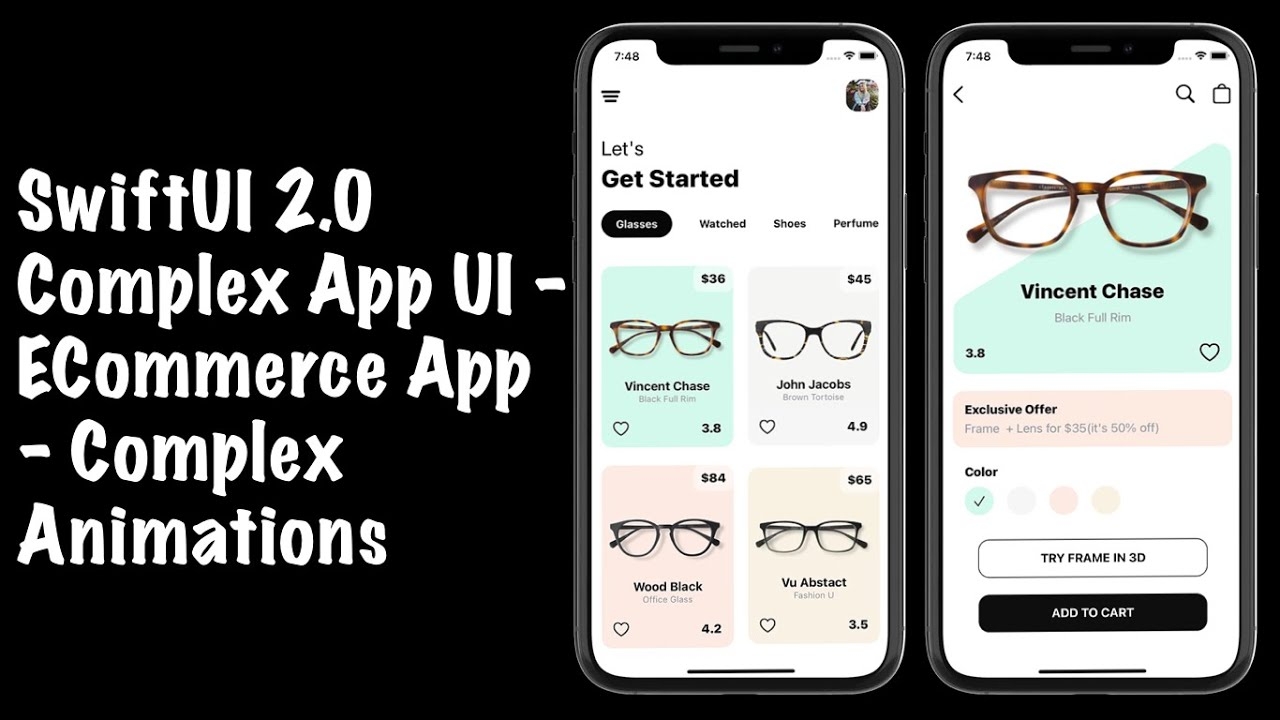 SwiftUI 2.0
Complex App UI -
ECommerce App
- Complex
Animations
7:48
Let's
Get Started
Glasses Watched Shoes Perfume
$36
Vincent Chase
Black Full Rim
3.8
$45
John Jacobs
Brown Tortoise
4.9
$84
Wood Black
Office Glass
4.2
$65
Vu Abstact
Fashion U
3.5
7:48
Vincent Chase
Black Full Rim
3.8
Exclusive Offer
Frame + Lens for $35(it's 50% off)
Color
TRY FRAME IN 3D
ADD TO CART